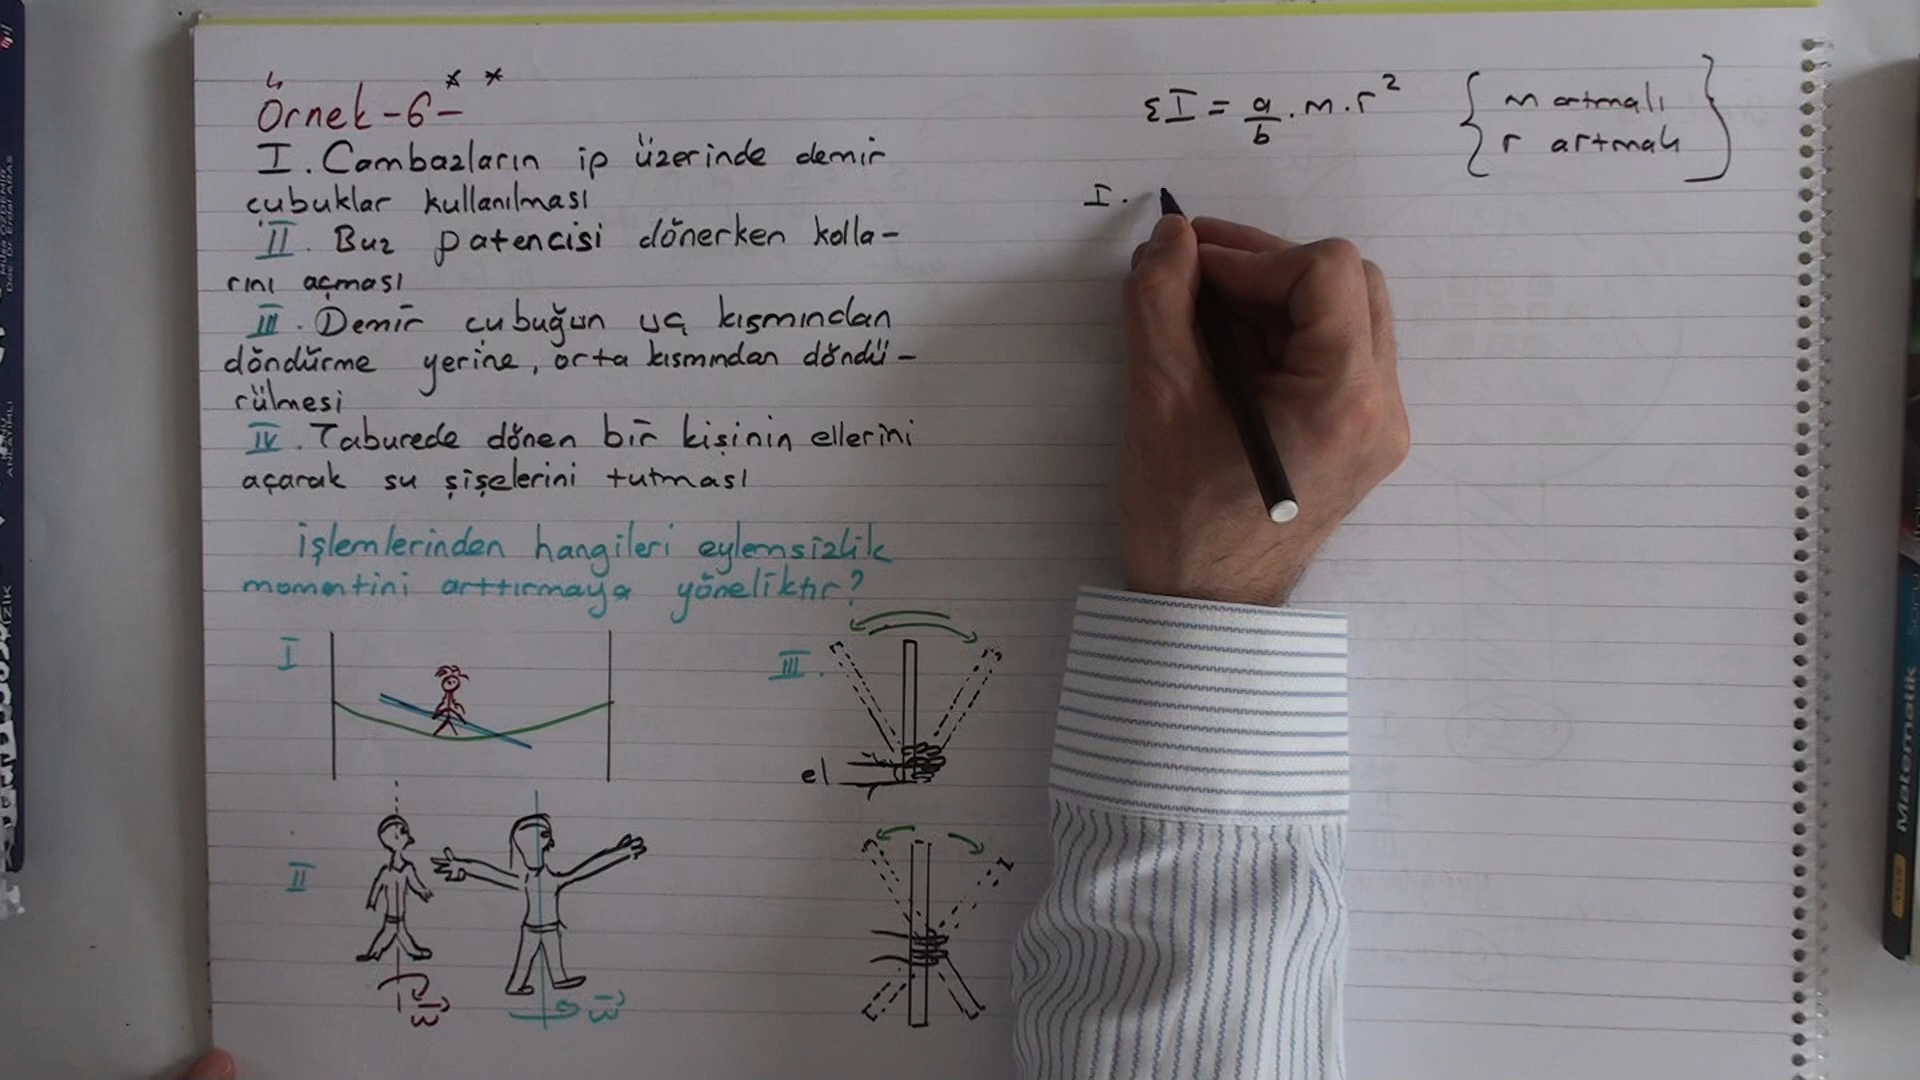 Örnek-6-
I. Cambazların ip üzerinde demir
çubuklar kullanılması
II. Buz patencisi dönerken kolla-
rını açması
III. Demir çubuğun uç kısmından
döndürme yerine, orta kısmından döndü-
rülmesi
IV. Taburede dönen bir kişinin ellerini
açarak su şişelerini tutması
işlemlerinden hangileri eylemsizlik
momentini arttırmaya yöneliktir?
I
II
ω
ω
III.
el
ΣI = a/b . m . r² { m artmalı
r artmalı }
I.
Matematik